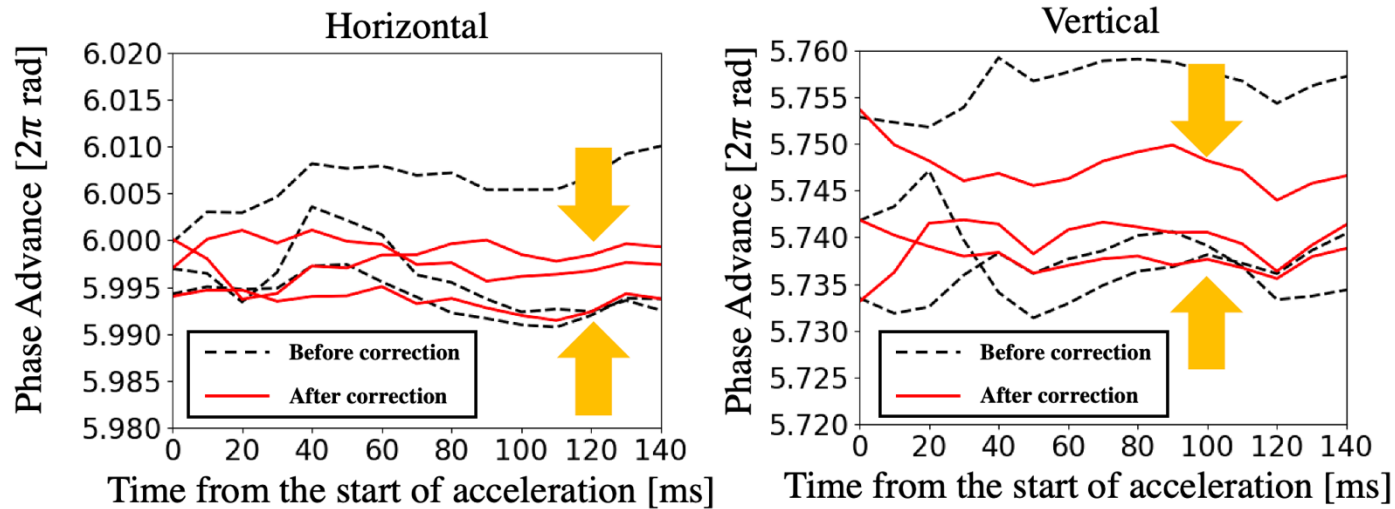 Horizontal
Phase Advance [2π rad]
6.020
6.015
6.010
6.005
6.000
5.995
5.990
5.985
5.980
Before correction
After correction
0 20 40 60 80 100 120 140
Time from the start of acceleration [ms]
Vertical
Phase Advance [2π rad]
5.760
5.755
5.750
5.745
5.740
5.735
5.730
5.725
5.720
Before correction
After correction
0 20 40 60 80 100 120 140
Time from the start of acceleration [ms]